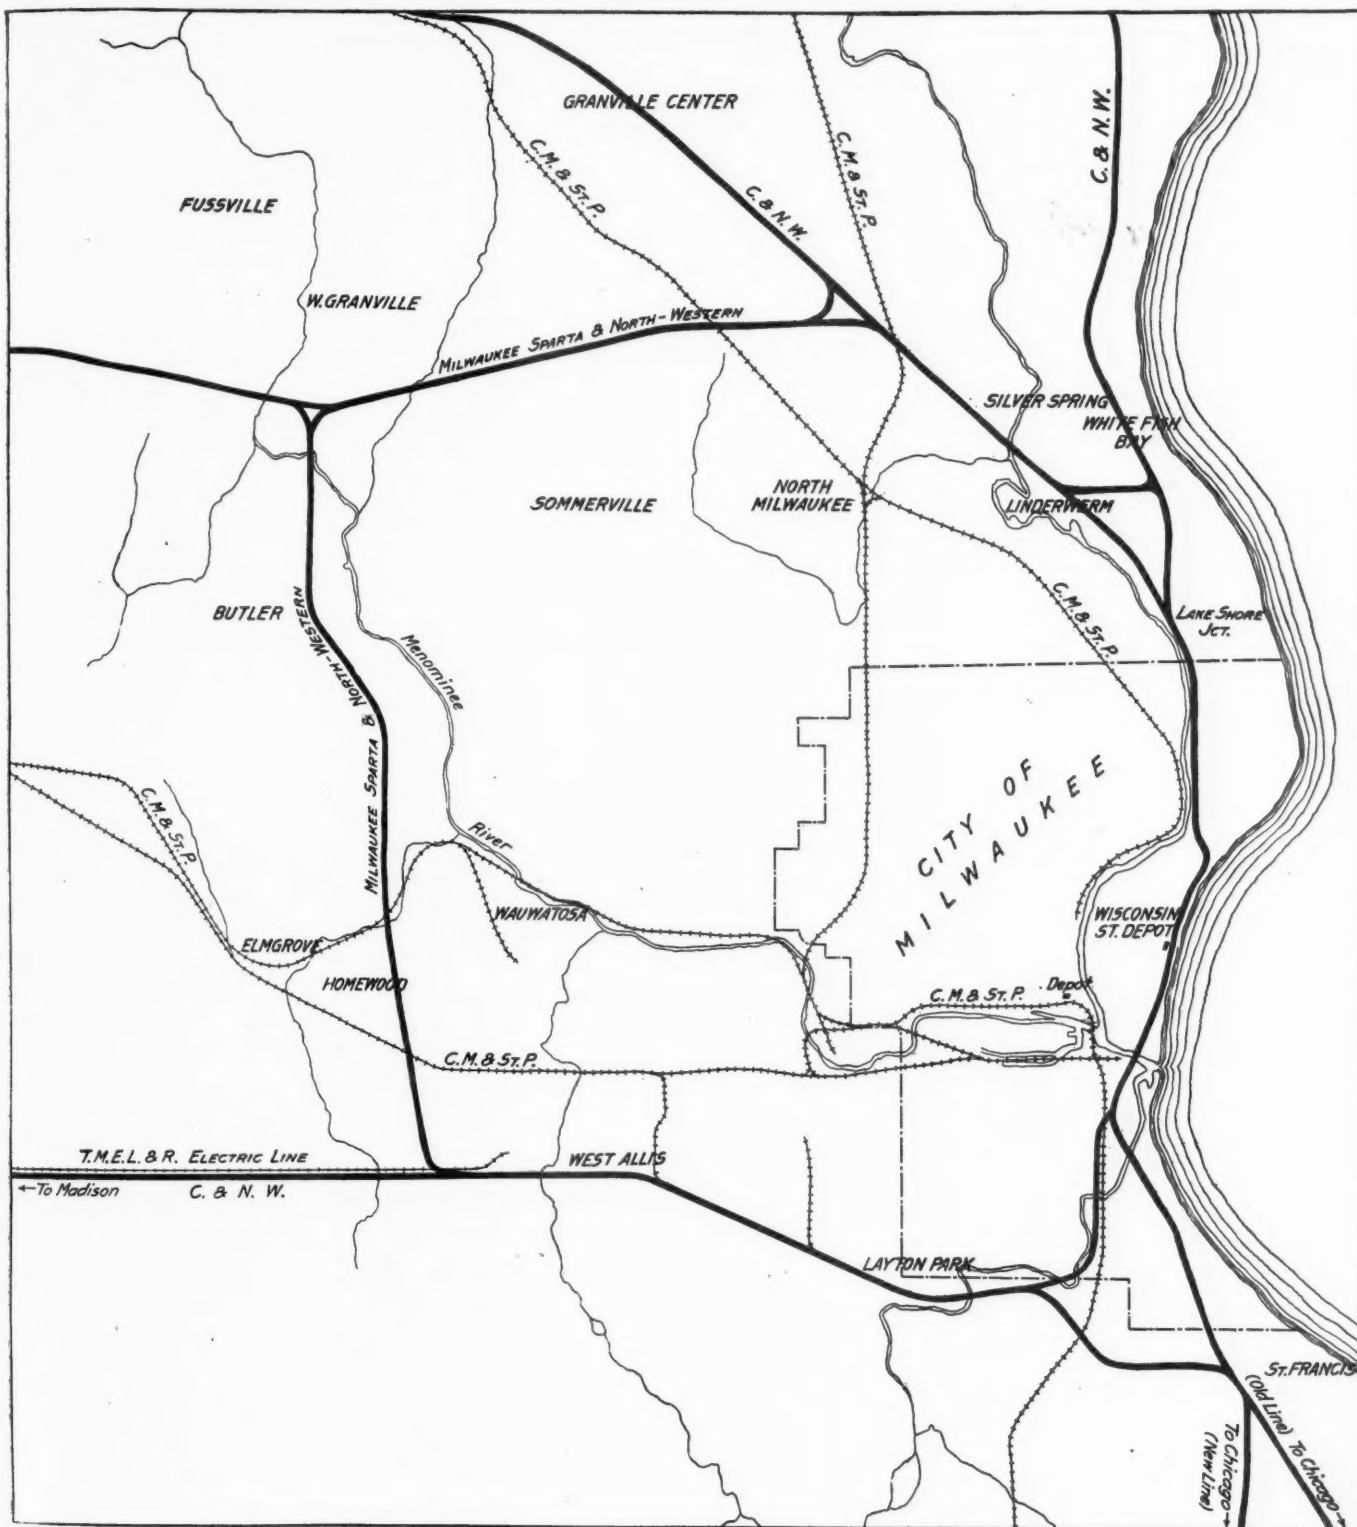 GRANVILLE CENTER
C. & N.W.
C.M. & ST.P.
C.M. & ST.P.
FUSSVILLE
C. & N.W.
W. GRANVILLE
MILWAUKEE SPARTA & NORTH-WESTERN
SILVER SPRING
WHITE FISH
BAY
SOMMERVILLE
NORTH
MILWAUKEE
LINDERWERM
BUTLER
C.M. & ST.P.
LAKE SHORE
JCT.
Menominee
MILWAUKEE SPARTA & NORTH-WESTERN
CITY OF
MILWAUKEE
C.M. & ST.P.
River
WAUWATOSA
WISCONSIN
ST. DEPOT
ELMGROVE
HOMEWOOD
Depot
C.M. & ST.P.
C.M. & ST.P.
T.M.E.L. & R. ELECTRIC LINE
WEST ALLIS
←To Madison
C. & N. W.
LAYTON PARK
ST. FRANCIS
(Old Line) To Chicago→
To Chicago→
(New Line)